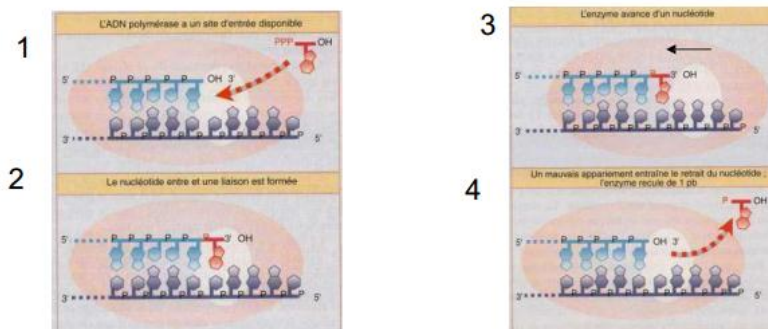 1
L'ADN polymérase a un site d'entrée disponible
PPP OH
5' P P P P P OH 3'
3' P P P P P P P P P P 5'
2
Le nucléotide entre et une liaison est formée
5' P P P P P P 3' OH
3' P P P P P P P P P P 5'
3
L'enzyme avance d'un nucléotide
5' P P P P P P 3' OH
3' P P P P P P P P P P 5'
4
Un mauvais appariement entraîne le retrait du nucléotide ;
l'enzyme recule de 1 pb
P OH
5' P P P P P OH 3'
3' P P P P P P P P P P 5'